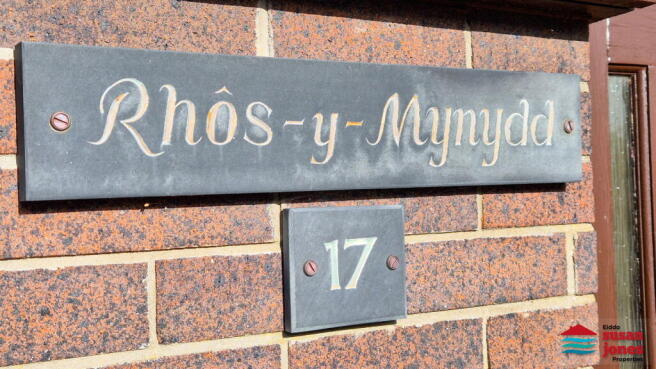 Rhôs-y-Mynydd
17
Eiddo
susan
jones
Properties